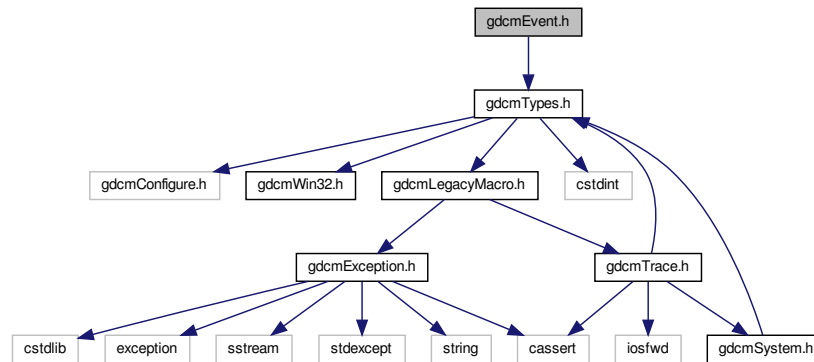 gdcmEvent.h
gdcmTypes.h
gdcmConfigure.h
gdcmWin32.h
gdcmLegacyMacro.h
cstdint
gdcmException.h
gdcmTrace.h
cstdlib
exception
sstream
stdexcept
string
cassert
iosfwd
gdcmSystem.h